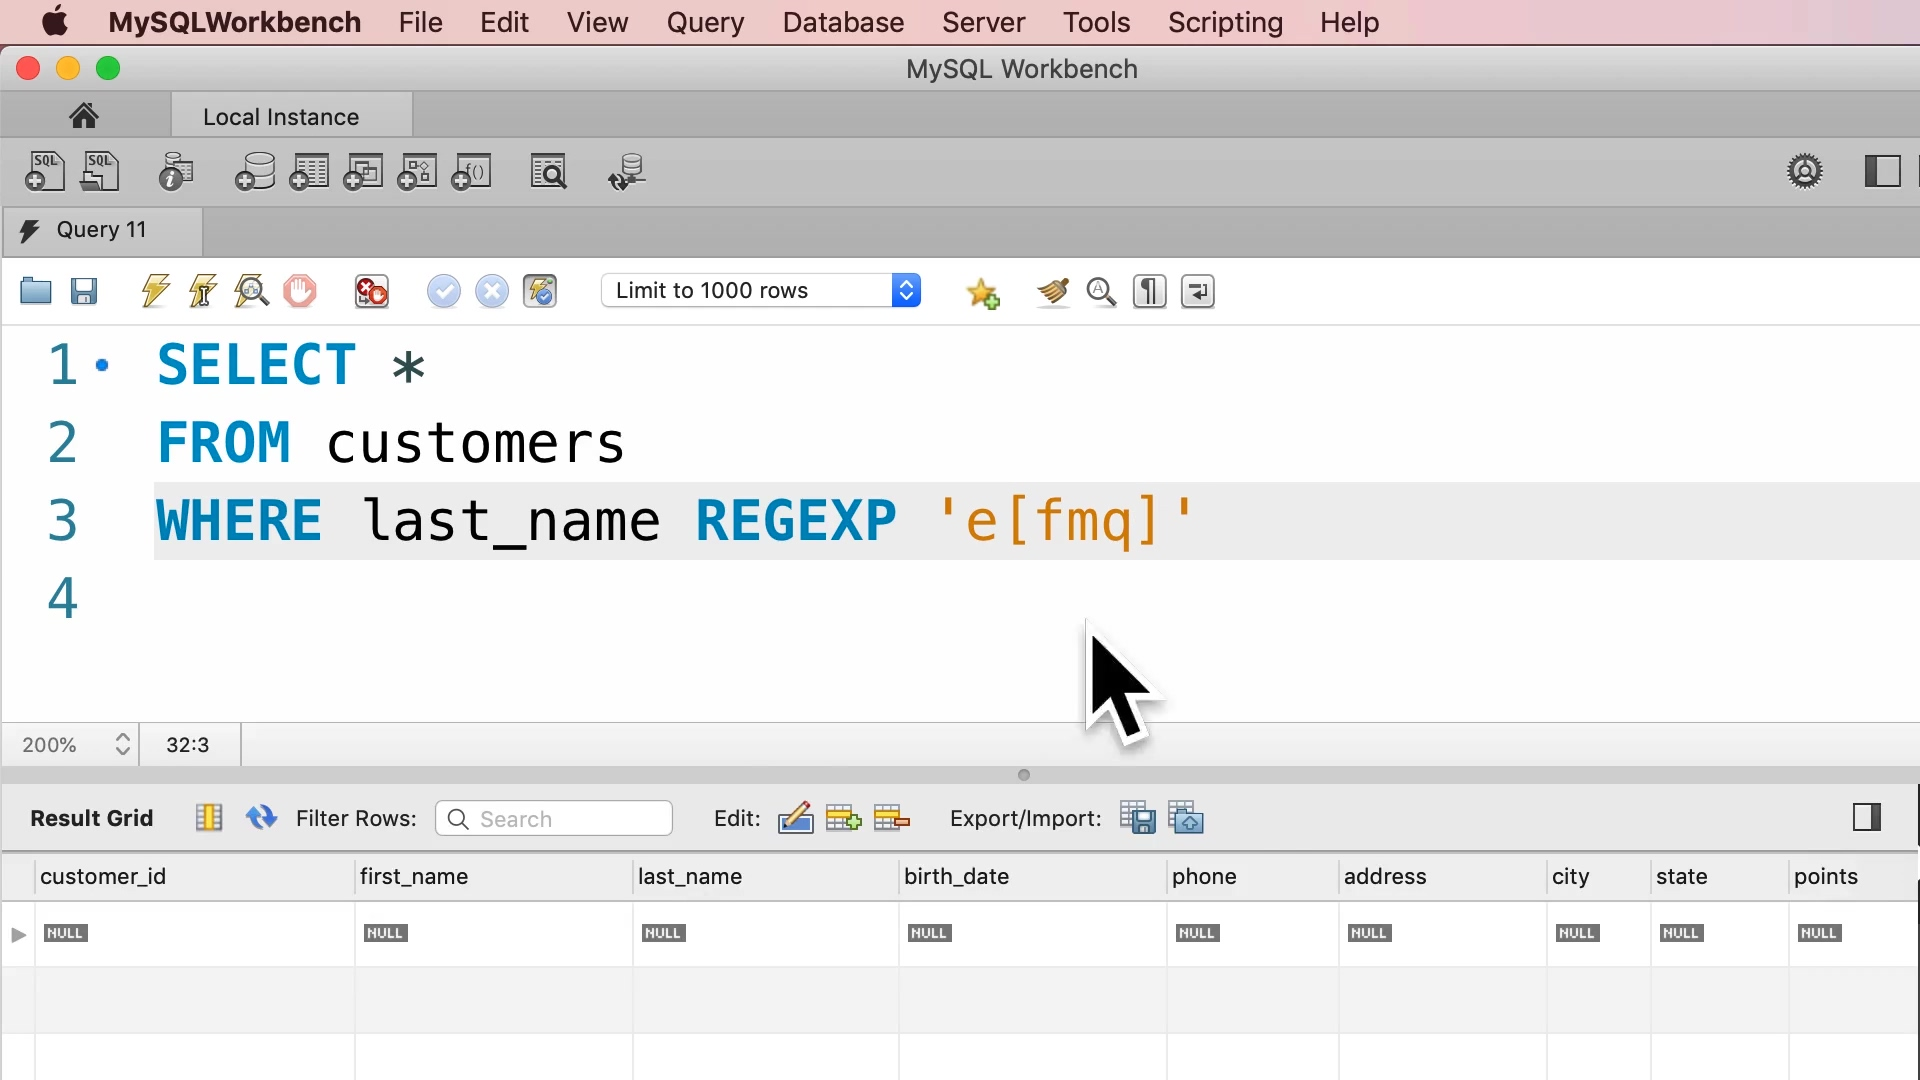 MySQLWorkbench File Edit View Query Database Server Tools Scripting Help
MySQL Workbench
Local Instance
SQL SQL
Query 11
Limit to 1000 rows
1 SELECT *
2 FROM customers
3 WHERE last_name REGEXP 'e[fmq]'
4
200% 32:3
Result Grid Filter Rows: Search Edit: Export/Import:
customer_id first_name last_name birth_date phone address city state points
NULL NULL NULL NULL NULL NULL NULL NULL NULL